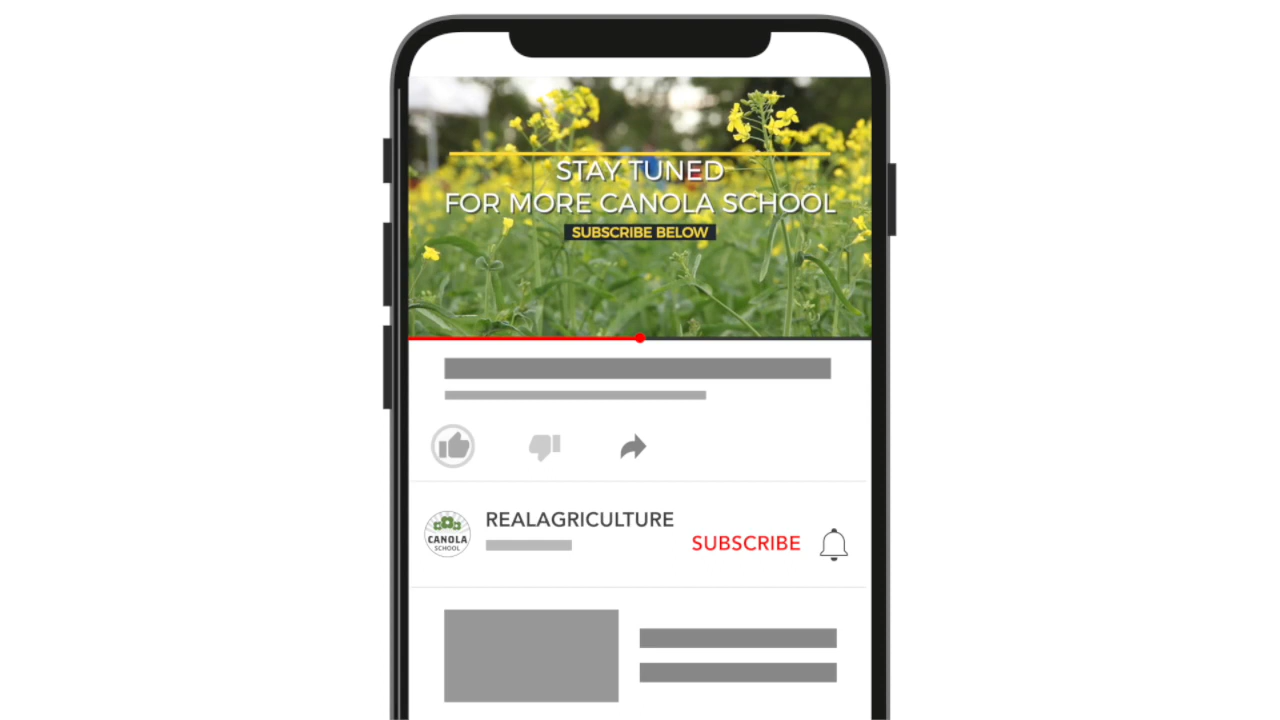 STAY TUNED
FOR MORE CANOLA SCHOOL
SUBSCRIBE BELOW
REALAGRICULTURE
CANOLA
SCHOOL
SUBSCRIBE